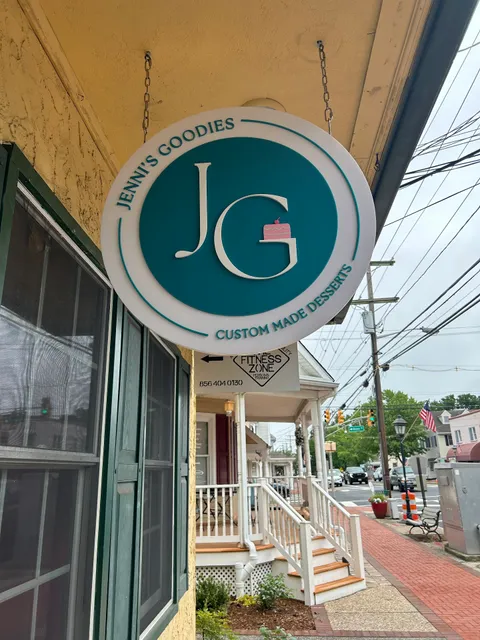 JENNI'S GOODIES
JG
CUSTOM MADE DESSERTS
FITNESS
ZONE
856 404 0130